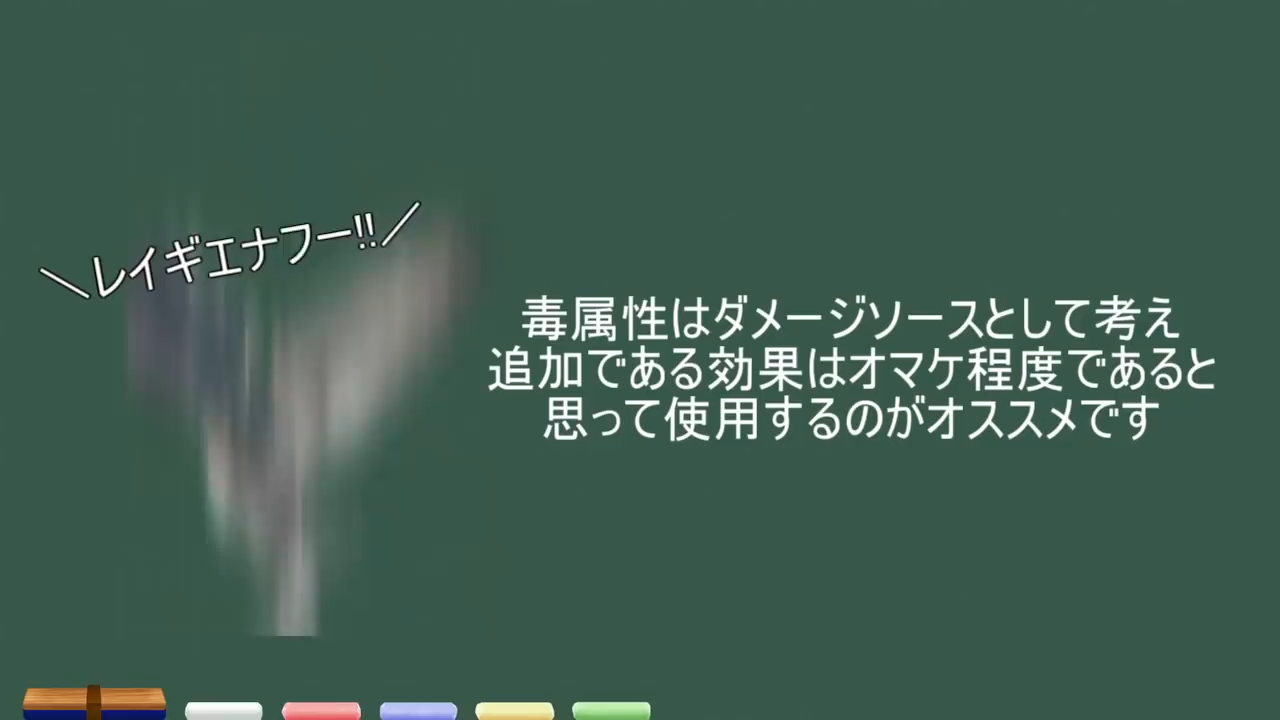 ＼レイギエナフー!!／
毒属性はダメージソースとして考え
追加である効果はオマケ程度であると
思って使用するのがオススメです